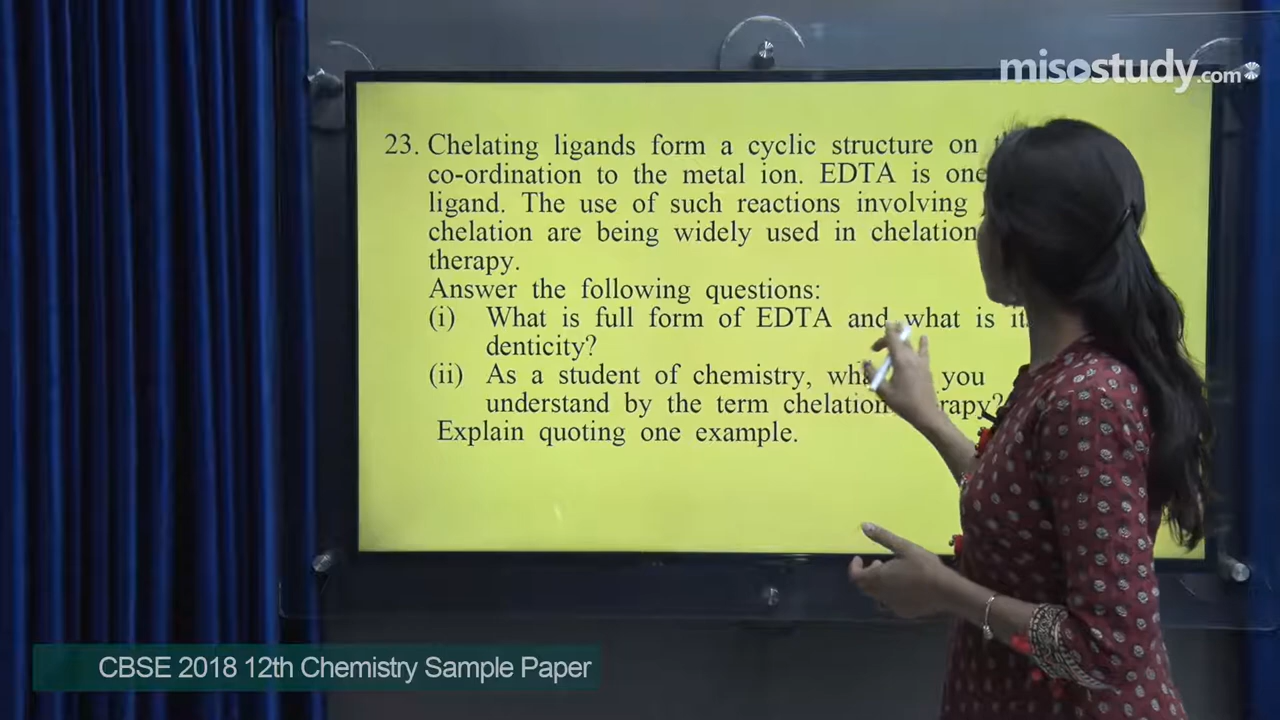 misostudy.com
23. Chelating ligands form a cyclic structure on
co-ordination to the metal ion. EDTA is one
ligand. The use of such reactions involving
chelation are being widely used in chelation
therapy.
Answer the following questions:
(i) What is full form of EDTA and what is
denticity?
(ii) As a student of chemistry, you
understand by the term chelation
Explain quoting one example.
CBSE 2018 12th Chemistry Sample Paper